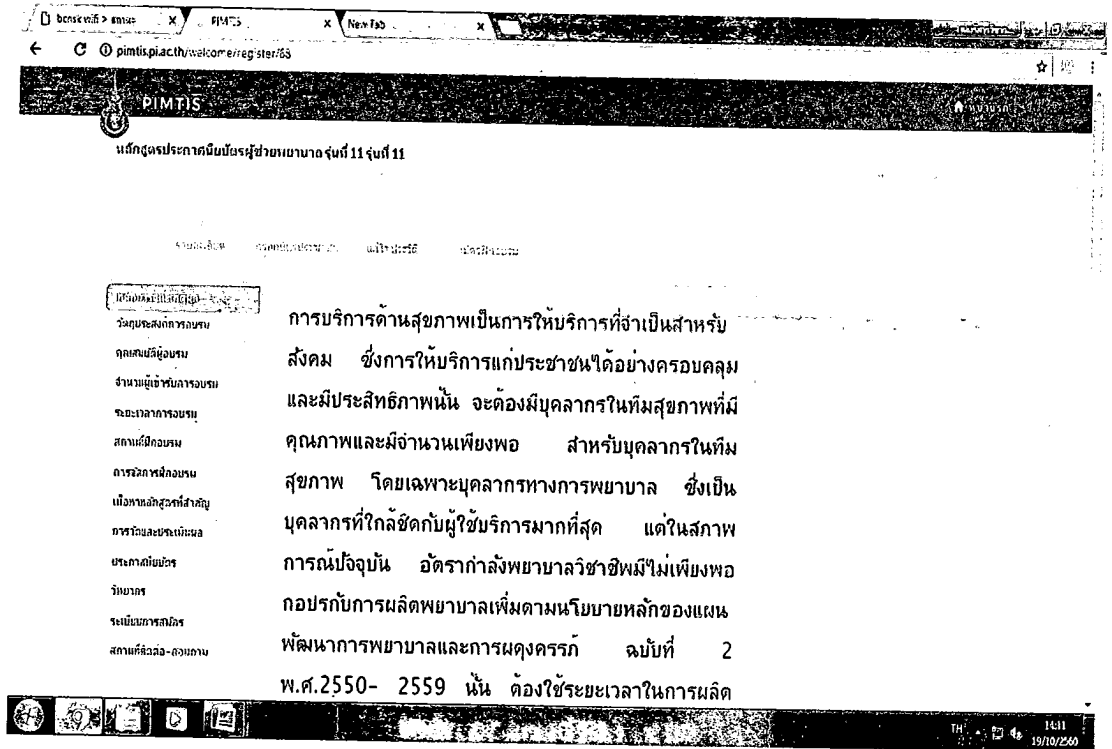 PIMTIS
New Tab
pimtis.pi.ac.th/welcome/register/68
PIMTIS
หลักสูตรประกาศนียบัตรผู้ช่วยพยาบาล รุ่นที่ 11 รุ่นที่ 11
วัตถุประสงค์การอบรม
คุณสมบัติผู้อบรม
จำนวนผู้เข้ารับการอบรม
ระยะเวลาการอบรม
สถานที่ฝึกอบรม
การจัดการฝึกอบรม
เนื้อหาหลักสูตรที่สำคัญ
การวัดและประเมินผล
ประกาศนียบัตร
วิทยากร
ระเบียบการสมัคร
สถานที่ติดต่อ-สอบถาม
การบริการด้านสุขภาพเป็นการให้บริการที่จำเป็นสำหรับ
สังคม ซึ่งการให้บริการแก่ประชาชนได้อย่างครอบคลุม
และมีประสิทธิภาพนั้น จะต้องมีบุคลากรในทีมสุขภาพที่มี
คุณภาพและมีจำนวนเพียงพอ สำหรับบุคลากรในทีม
สุขภาพ โดยเฉพาะบุคลากรทางการพยาบาล ซึ่งเป็น
บุคลากรที่ใกล้ชิดกับผู้ใช้บริการมากที่สุด แต่ในสภาพ
การณ์ปัจจุบัน อัตรากำลังพยาบาลวิชาชีพมีไม่เพียงพอ
กอปรกับการผลิตพยาบาลเพิ่มตามนโยบายหลักของแผน
พัฒนาการพยาบาลและการผดุงครรภ์ ฉบับที่ 2
พ.ศ.2550- 2559 นั้น ต้องใช้ระยะเวลาในการผลิต
TH
14:11
19/10/2560